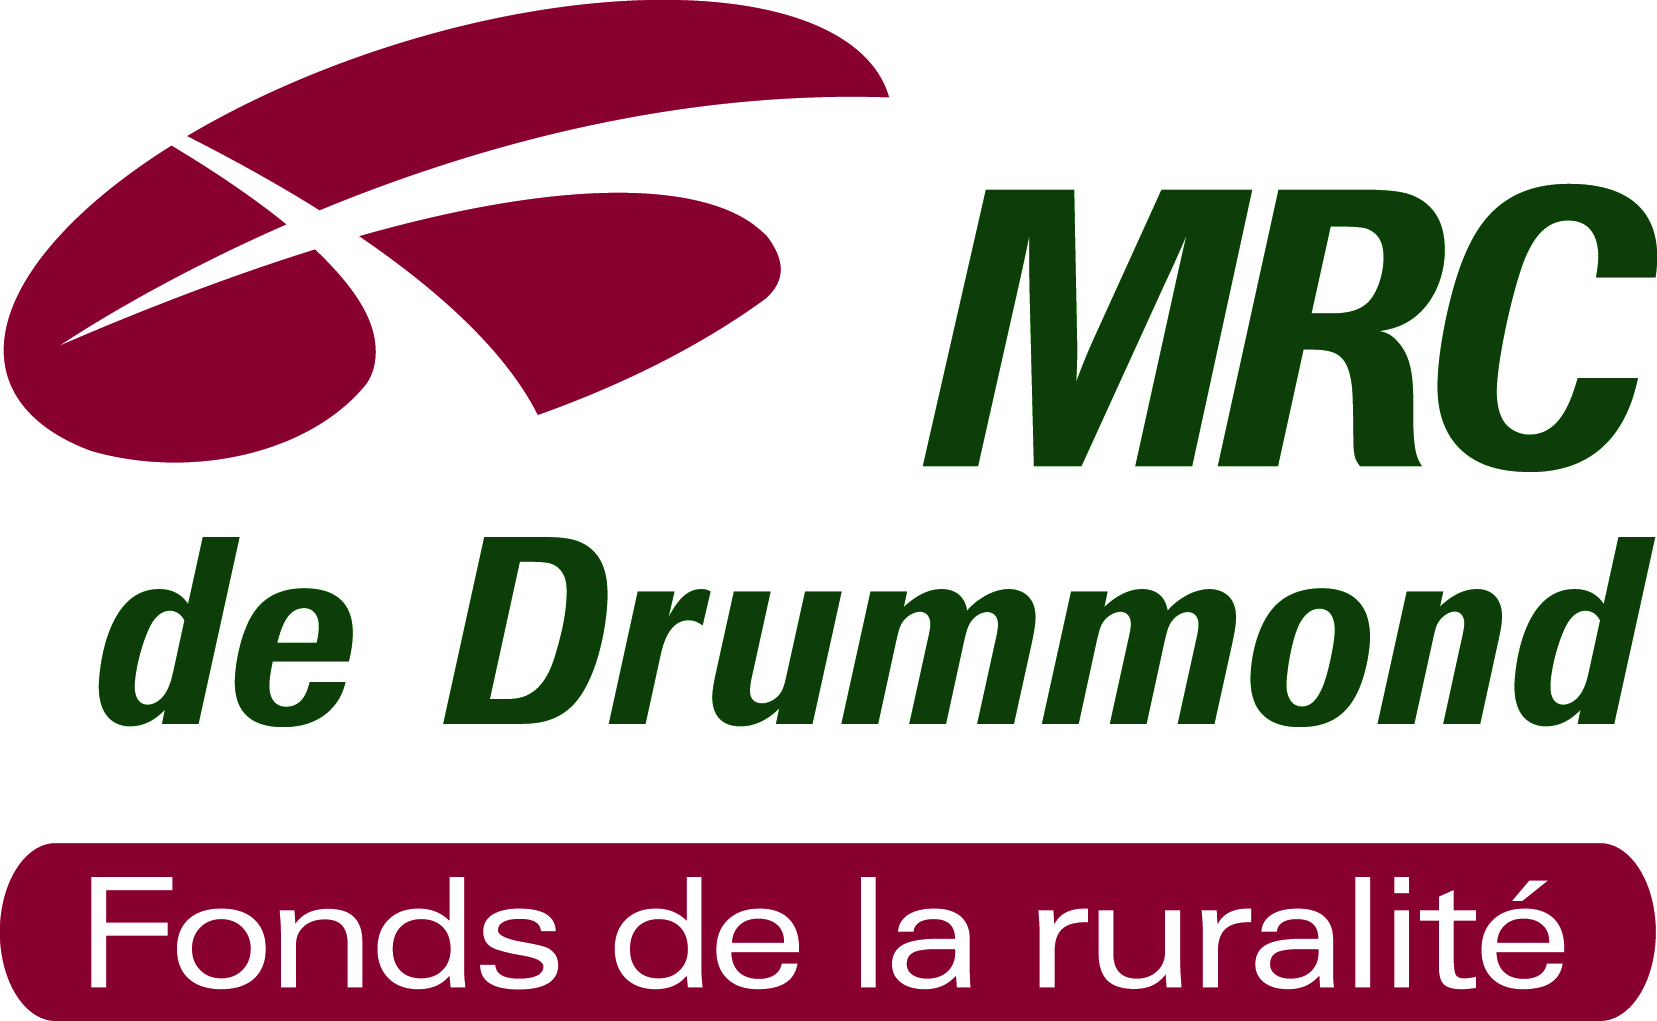 MRC
de Drummond
Fonds de la ruralité